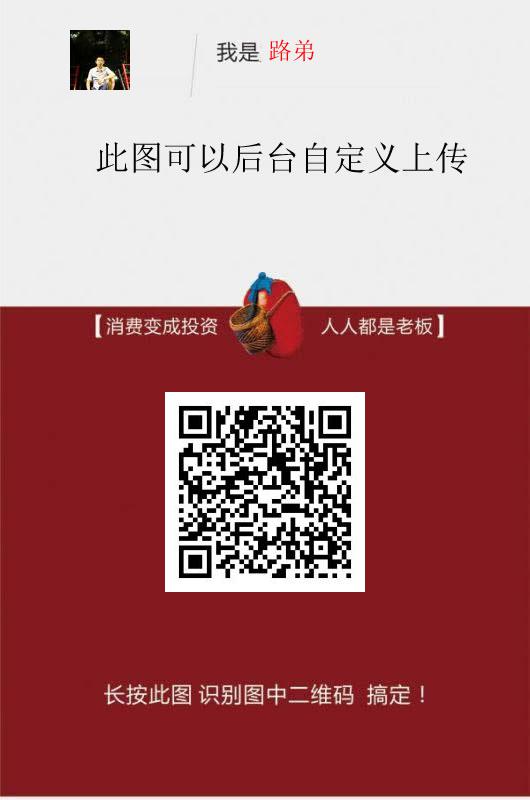 我是 路弟
此图可以后台自定义上传
【消费变成投资 人人都是老板】
长按此图 识别图中二维码 搞定！